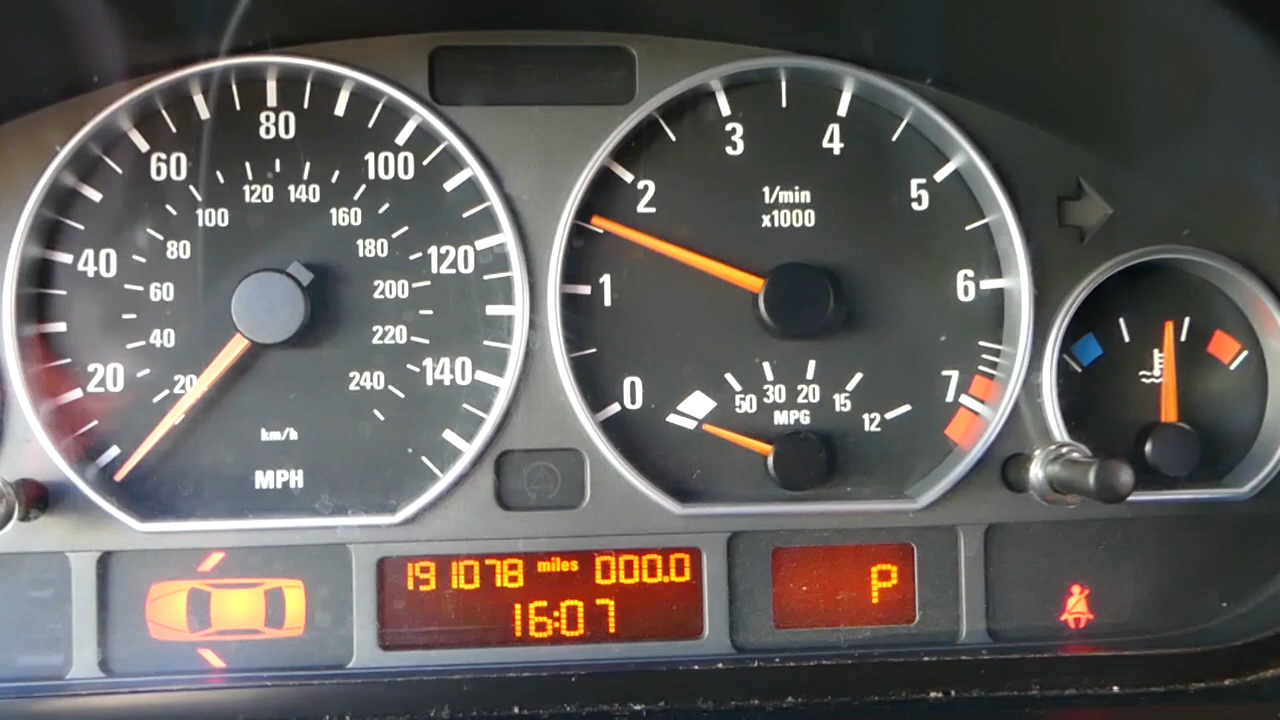 20 40 60 80 100 120 140
20 40 60 80 100 120 140 160 180 200 220 240
km/h
MPH
0 1 2 3 4 5 6 7
1/min
x1000
50 30 20 15 12
MPG
191078 miles 000.0
16:07
P